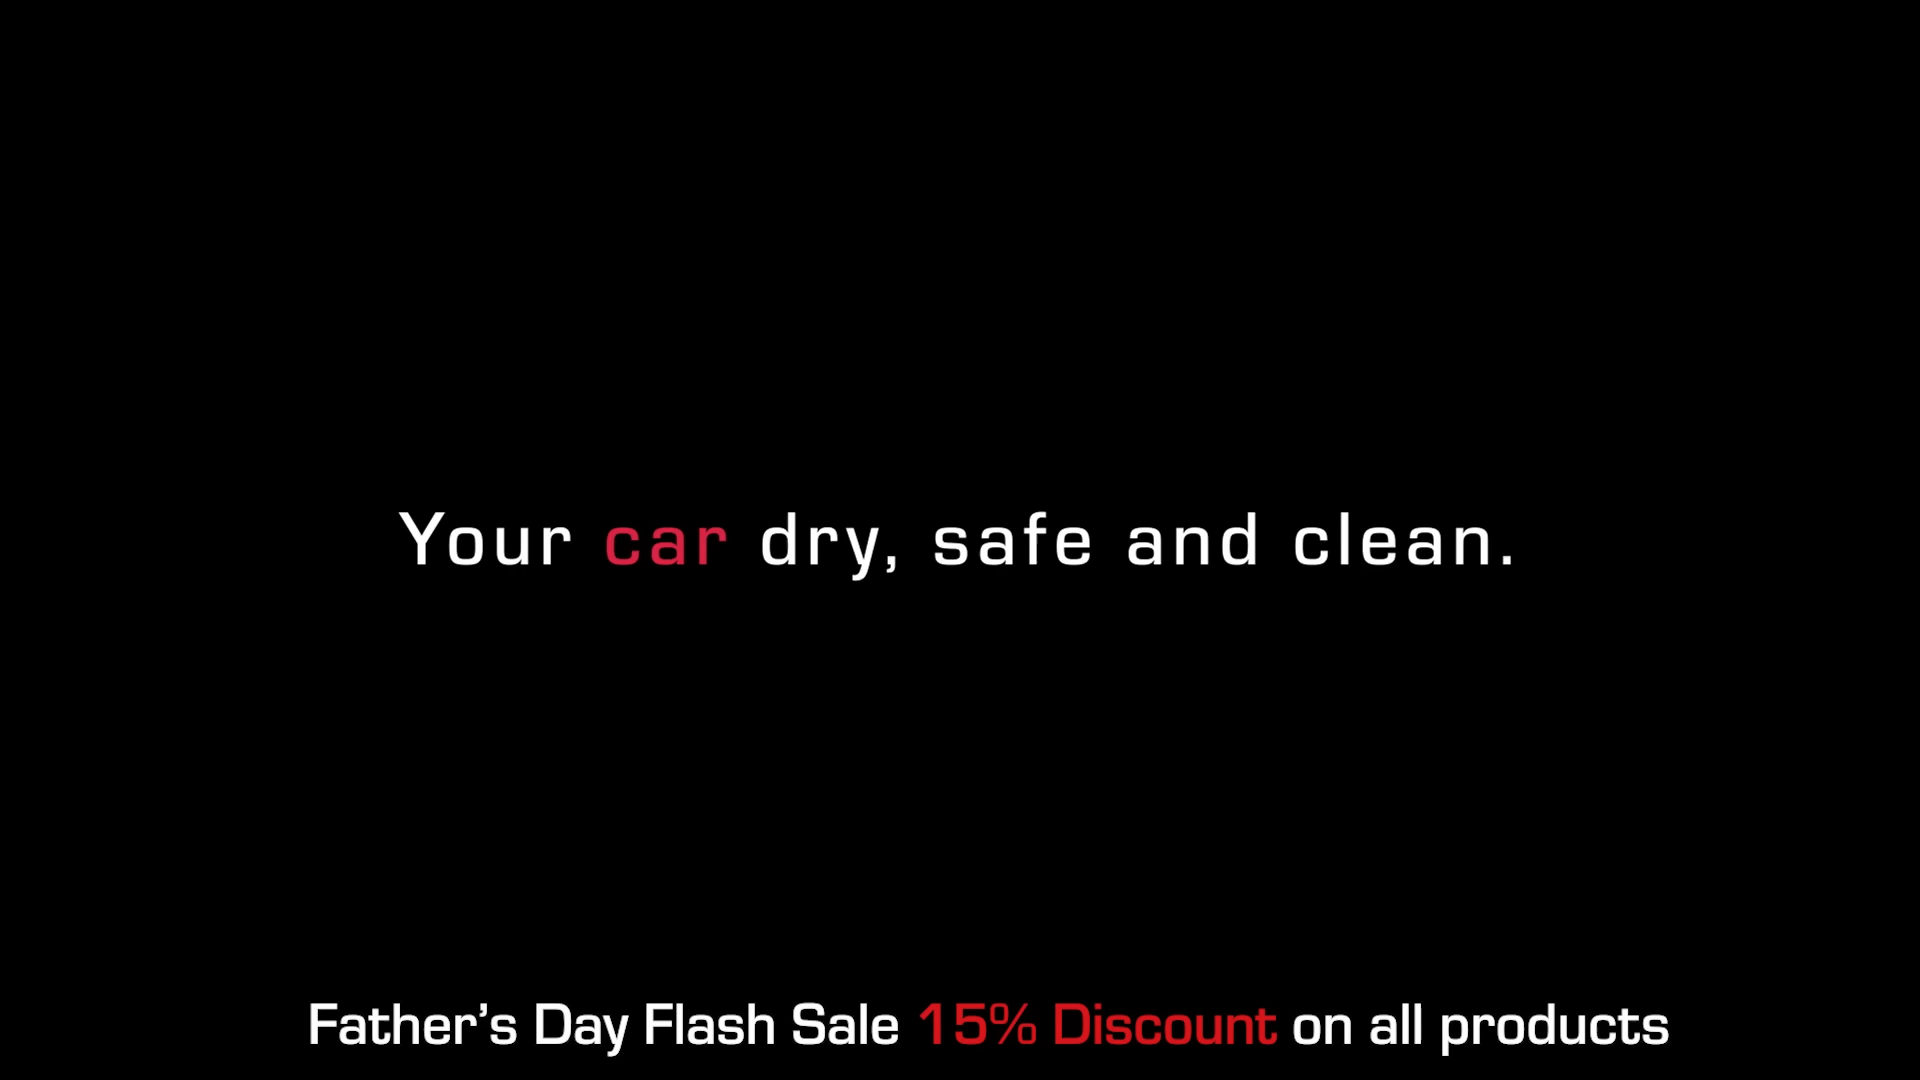 Your car dry, safe and clean.
Father’s Day Flash Sale 15% Discount on all products